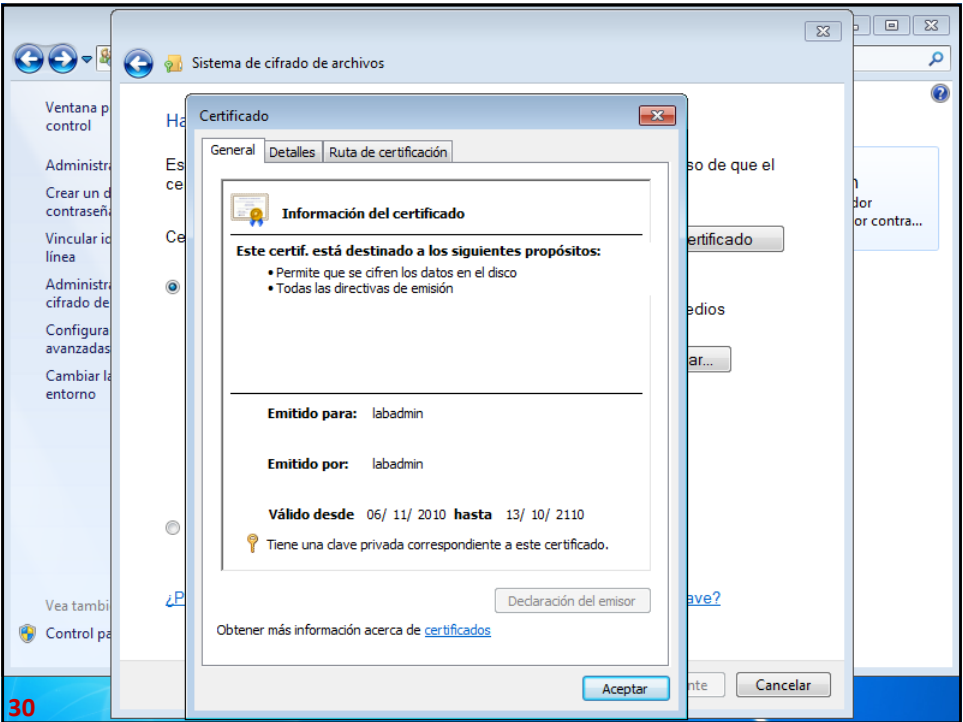 Sistema de cifrado de archivos
Ventana p
control
Administra
Crear un d
contraseña
Vincular id
línea
Administra
cifrado de
Configura
avanzadas
Cambiar la
entorno
Vea tambi
Control pa
Ha
Es
so de que el
ce
Ce
ertificado
edios
ar...
¿P
ave?
nte
Cancelar
n
dor
or contra...
Certificado
General
Detalles
Ruta de certificación
Información del certificado
Este certif. está destinado a los siguientes propósitos:
• Permite que se cifren los datos en el disco
• Todas las directivas de emisión
Emitido para: labadmin
Emitido por: labadmin
Válido desde 06/ 11/ 2010 hasta 13/ 10/ 2110
Tiene una clave privada correspondiente a este certificado.
Declaración del emisor
Obtener más información acerca de certificados
Aceptar
30